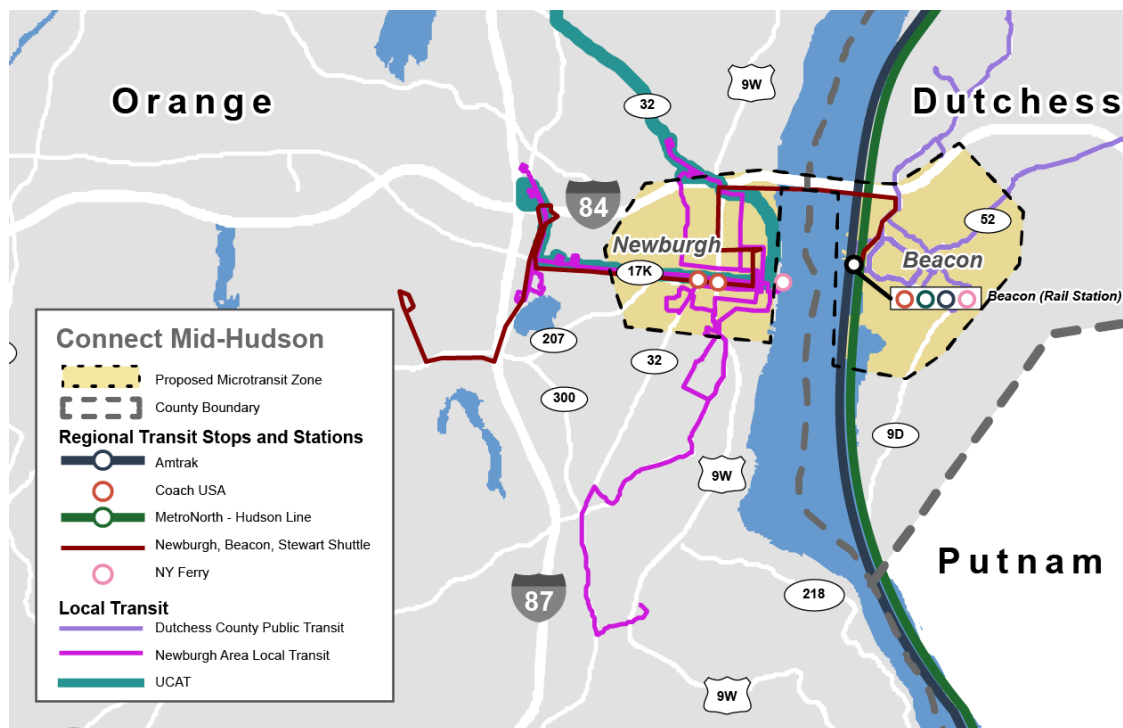 Orange
Dutchess
9W
32
84
52
Newburgh
Beacon
17K
Beacon (Rail Station)
207
32
300
9D
9W
Putnam
87
218
9W
Connect Mid-Hudson
Proposed Microtransit Zone
County Boundary
Regional Transit Stops and Stations
Amtrak
Coach USA
MetroNorth - Hudson Line
Newburgh, Beacon, Stewart Shuttle
NY Ferry
Local Transit
Dutchess County Public Transit
Newburgh Area Local Transit
UCAT